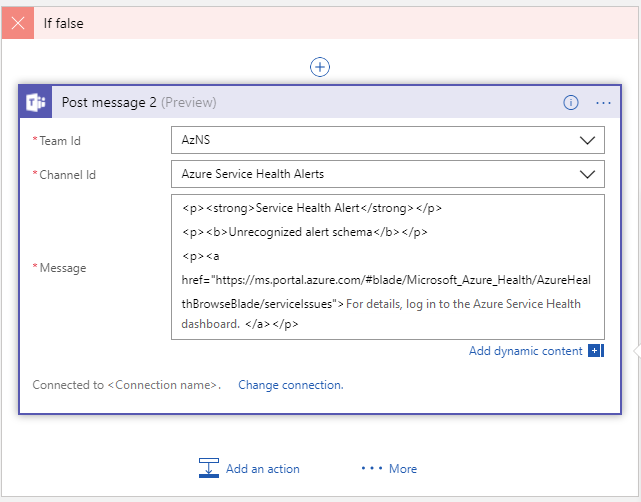 If false
Post message 2 (Preview)
*Team Id
AzNS
*Channel Id
Azure Service Health Alerts
*Message
<p><strong>Service Health Alert</strong></p>
<p><b>Unrecognized alert schema</b></p>
<p><a
href="https://ms.portal.azure.com/#blade/Microsoft_Azure_Health/AzureHeal
thBrowseBlade/serviceIssues">For details, log in to the Azure Service Health
dashboard. </a></p>
Add dynamic content
Connected to <Connection name>. Change connection.
Add an action
More